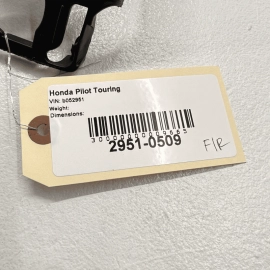 Honda Pilot Touring
VIN: b052951
Weight:
Dimensions:
2951-0509
F/R